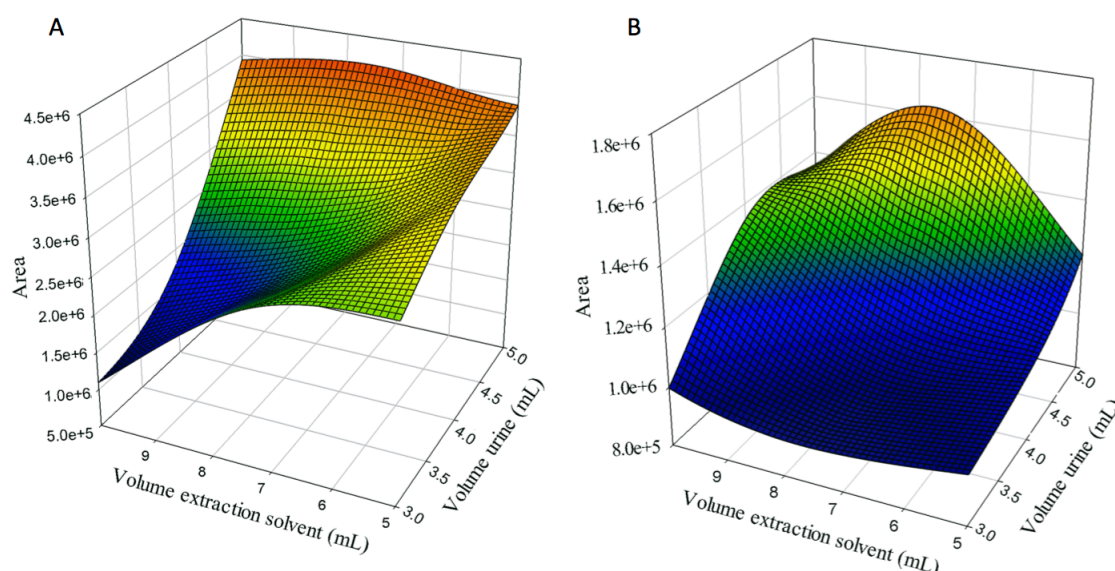 A
4.5e+6
4.0e+6
3.5e+6
3.0e+6
2.5e+6
2.0e+6
1.5e+6
1.0e+6
5.0e+5
Area
9
8
7
6
5
Volume extraction solvent (mL)
3.0
3.5
4.0
4.5
5.0
Volume urine (mL)
B
1.8e+6
1.6e+6
1.4e+6
1.2e+6
1.0e+6
8.0e+5
Area
9
8
7
6
5
Volume extraction solvent (mL)
3.0
3.5
4.0
4.5
5.0
Volume urine (mL)